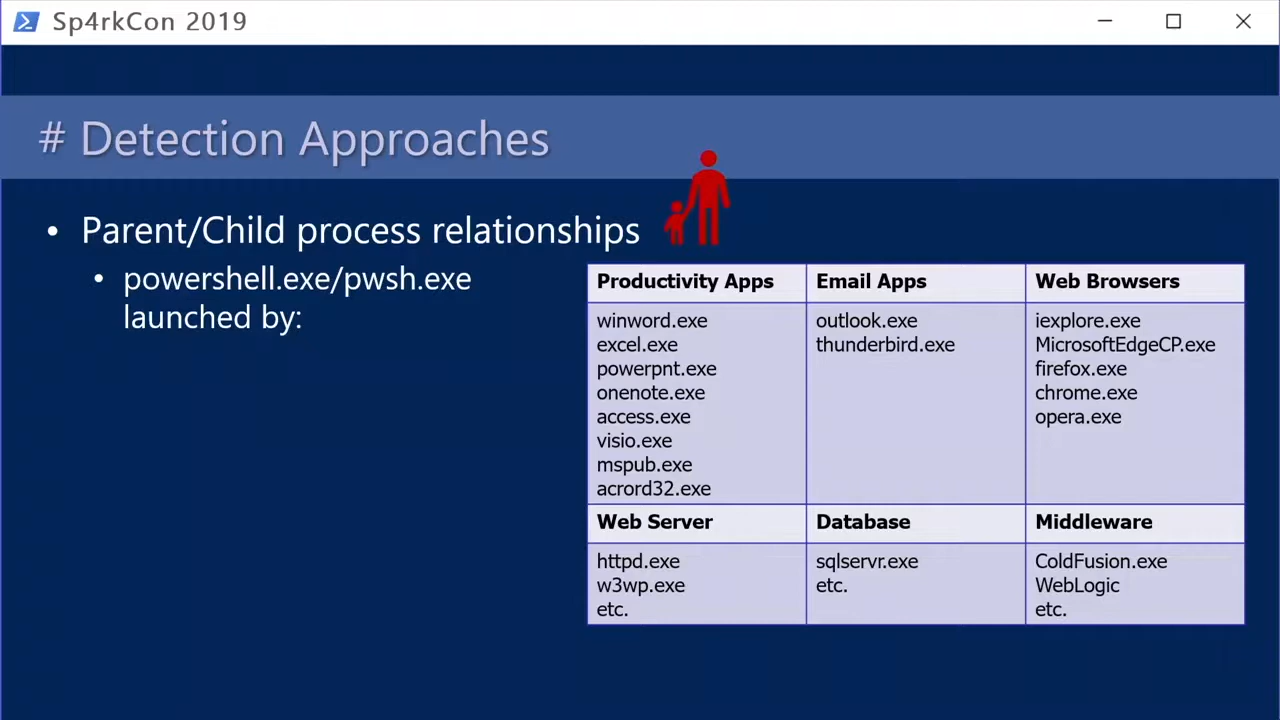 Sp4rkCon 2019
# Detection Approaches
• Parent/Child process relationships
• powershell.exe/pwsh.exe
launched by:
Productivity Apps
winword.exe
excel.exe
powerpnt.exe
onenote.exe
access.exe
visio.exe
mspub.exe
acrord32.exe
Email Apps
outlook.exe
thunderbird.exe
Web Browsers
iexplore.exe
MicrosoftEdgeCP.exe
firefox.exe
chrome.exe
opera.exe
Web Server
httpd.exe
w3wp.exe
etc.
Database
sqlservr.exe
etc.
Middleware
ColdFusion.exe
WebLogic
etc.